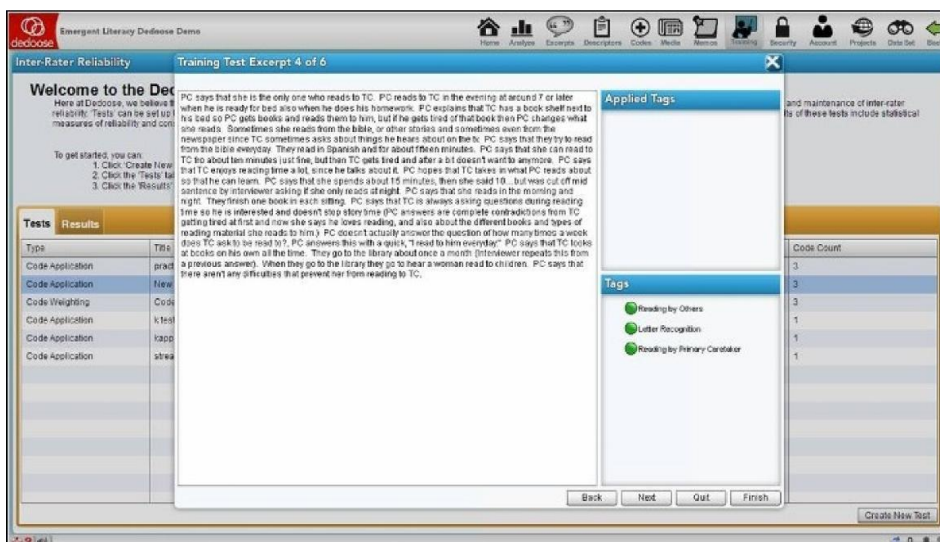 dedoose
Emergent Literacy Dedoose Demo
Home Analyze Excerpts Descriptors Codes Media Memos Training Security Account Projects Data Set
Inter-Rater Reliability
Training Test Excerpt 4 of 6
Welcome to the Dec
Here at Dedoose, we believe t
reliability. 'Tests' can be set up
measures of reliability and con
and maintenance of inter-rater
lts of these tests include statistical
To get started, you can:
1. Click 'Create New
2. Click the 'Tests' tab
3. Click the 'Results'
PC says that she is the only one who reads to TC. PC reads to TC in the evening at around 7 or later
when he is ready for bed also when he does his homework. PC explains that TC has a book shelf next to
his bed so PC gets books and reads them to him, but if he gets tired of that book then PC changes what
she reads. Sometimes she reads from the bible, or other stories and sometimes even from the
newspaper since TC sometimes asks about things he hears about on the tv. PC says that they try to read
from the bible everyday. They read in Spanish and for about fifteen minutes. PC says that she can read to
TC fro about ten minutes just fine, but then TC gets tired and after a bit doesn't want to anymore. PC says
that TC enjoys reading time a lot, since he talks about it. PC hopes that TC takes in what PC reads about
so that he can learn. PC says that she spends about 15 minutes, then she said 10...but was cut off mid
sentence by interviewer asking if she only reads at night. PC says that she reads in the morning and
night. They finish one book in each sitting. PC says that TC is always asking questions during reading
time so he is interested and doesn't stop story time (PC answers are complete contradictions from TC
getting tired at first and now she says he loves reading, and also about the different books and types of
reading material she reads to him.) PC doesn't actually answer the question of how many times a week
does TC ask to be read to?, PC answers this with a quick, "I read to him everyday." PC says that TC looks
at books on his own all the time. They go to the library about once a month (Interviewer repeats this from
a previous answer). When they go to the library they go to hear a woman read to children. PC says that
there aren't any difficulties that prevent her from reading to TC.
Applied Tags
Tags
Reading by Others
Letter Recognition
Reading by Primary Caretaker
Tests Results
Type Title Code Count
Code Application pract 3
Code Application New 3
Code Weighting Code 3
Code Application k test 1
Code Application kapp 1
Code Application strea 1
Back Next Quit Finish
Create New Test